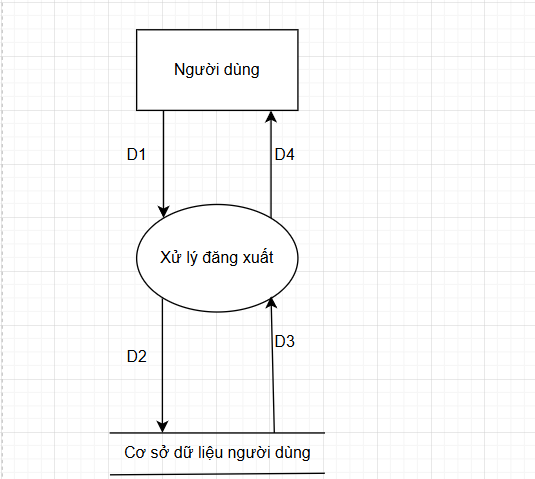 Người dùng
D1
D4
Xử lý đăng xuất
D2
D3
Cơ sở dữ liệu người dùng